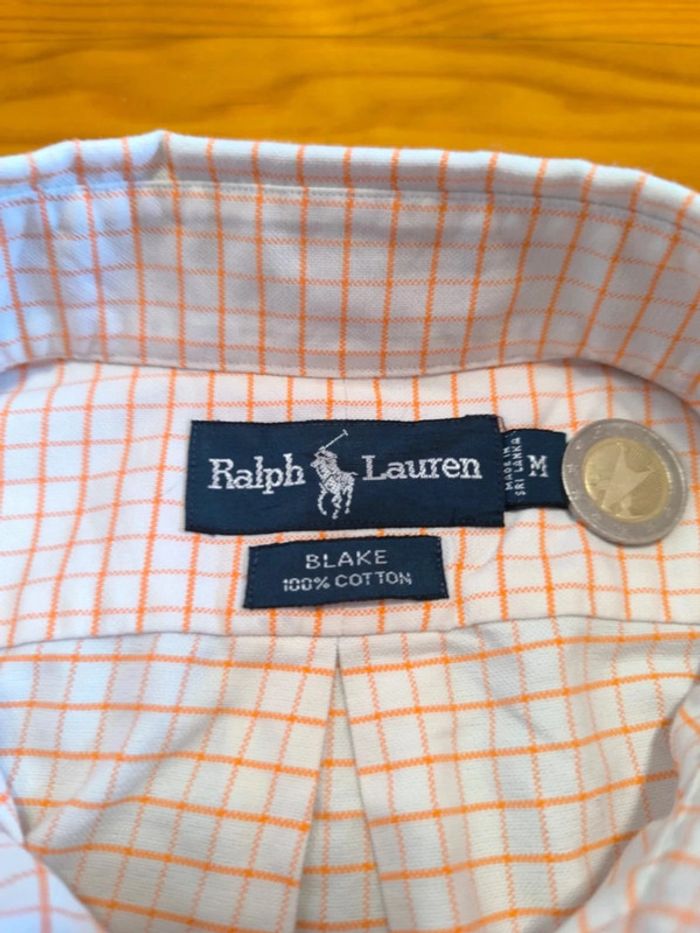 Ralph Lauren
MADE IN
SRI LANKA
M
BLAKE
100% COTTON